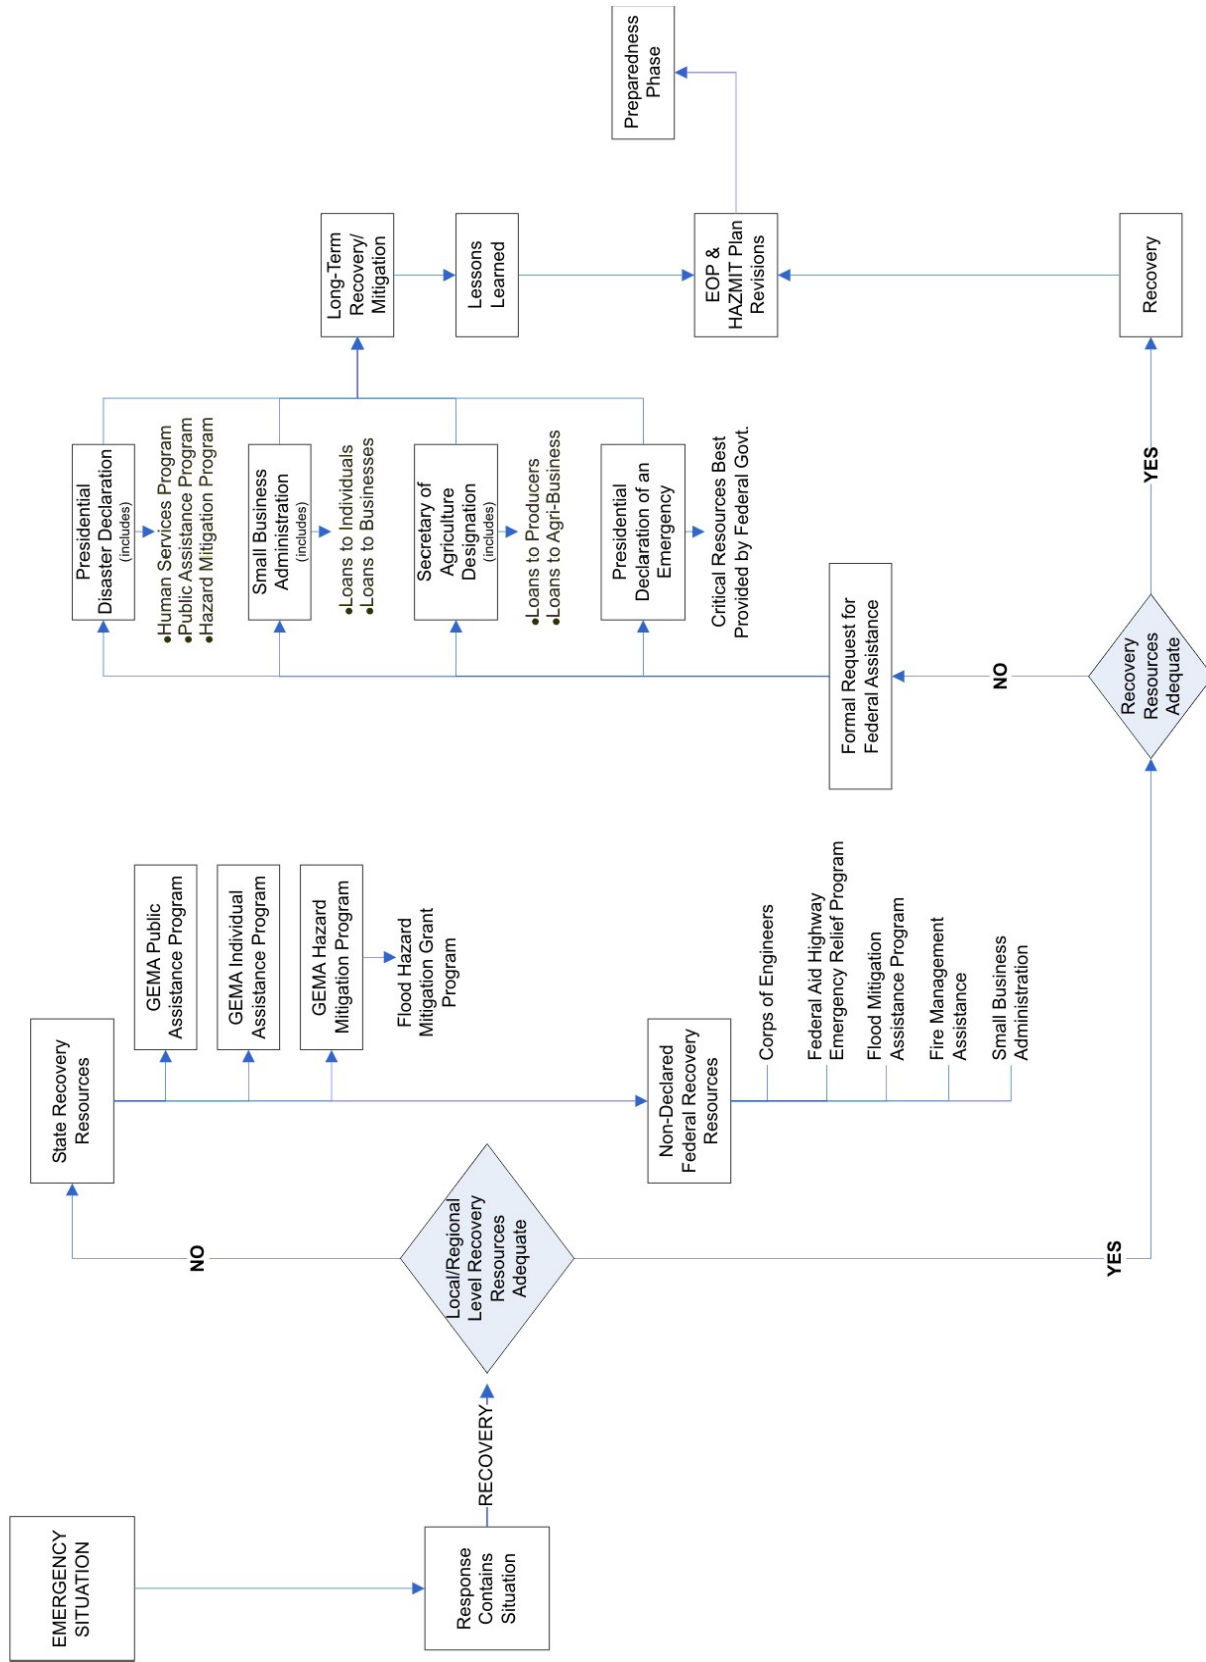 EMERGENCY
SITUATION
Response
Contains
Situation
RECOVERY
Local/Regional
Level Recovery
Resources
Adequate
NO
YES
State Recovery
Resources
GEMA Public
Assistance Program
GEMA Individual
Assistance Program
GEMA Hazard
Mitigation Program
Flood Hazard
Mitigation Grant
Program
Non-Declared
Federal Recovery
Resources
Corps of Engineers
Federal Aid Highway
Emergency Relief Program
Flood Mitigation
Assistance Program
Fire Management
Assistance
Small Business
Administration
Recovery
Resources
Adequate
NO
YES
Formal Request for
Federal Assistance
Presidential
Disaster Declaration
(includes)
•Human Services Program
•Public Assistance Program
•Hazard Mitigation Program
Small Business
Administration
(includes)
•Loans to Individuals
•Loans to Businesses
Secretary of
Agriculture
Designation
(includes)
•Loans to Producers
•Loans to Agri-Business
Presidential
Declaration of an
Emergency
Critical Resources Best
Provided by Federal Govt.
Long-Term
Recovery/
Mitigation
Lessons
Learned
EOP &
HAZMIT Plan
Revisions
Recovery
Preparedness
Phase